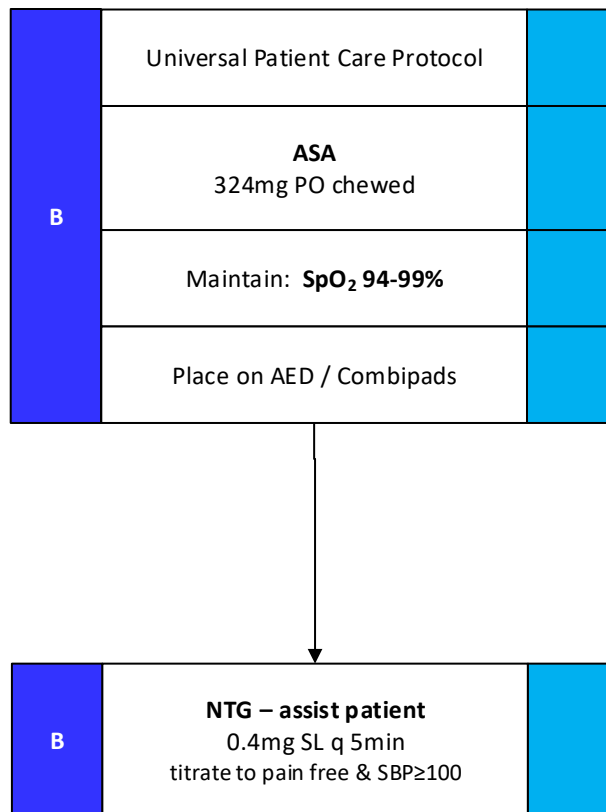 Universal Patient Care Protocol
ASA
324mg PO chewed
B
Maintain: SpO₂ 94-99%
Place on AED / Combipads
NTG – assist patient
B
0.4mg SL q 5min
titrate to pain free & SBP≥100